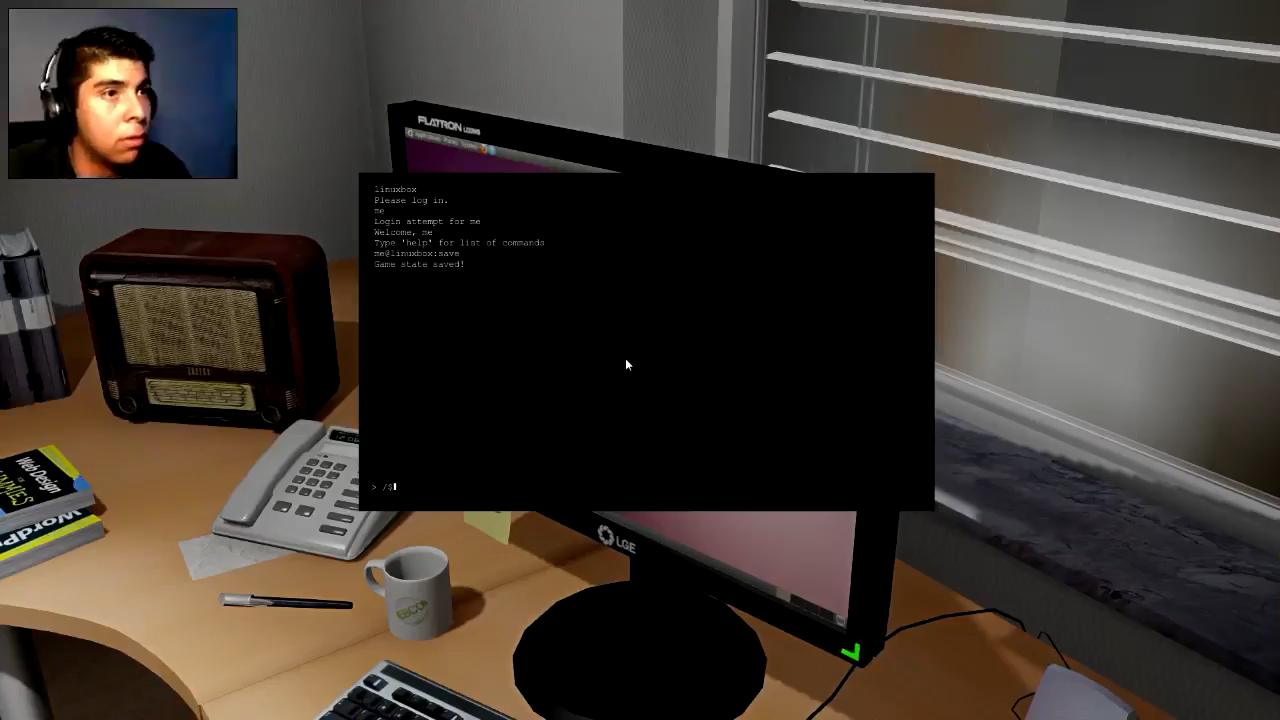 FLATRON
linuxbox
Please log in.
me
Login attempt for me
Welcome, me
Type 'help' for list of commands
me@linuxbox:save
Game state saved!
> /$
Web Design
DUMMIES
WordP
EBCO
LGE